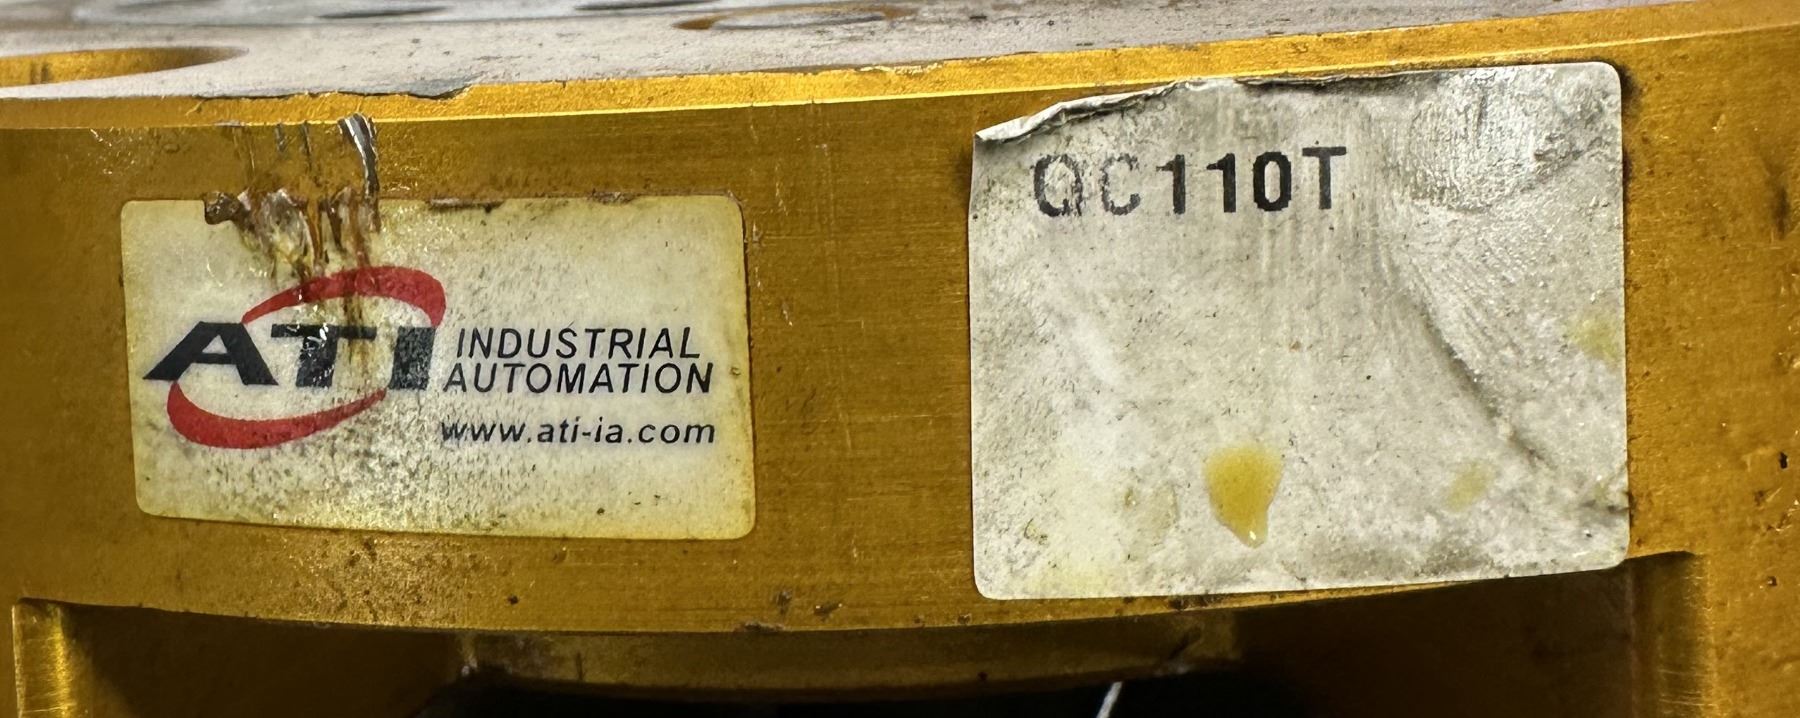 ATI INDUSTRIAL
AUTOMATION
www.ati-ia.com
QC110T